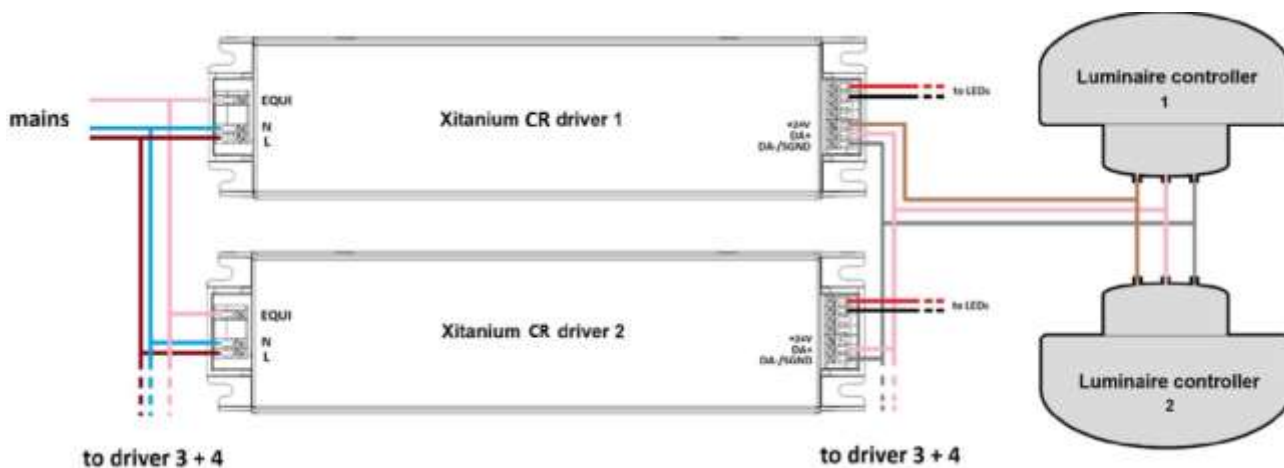 mains
EQUI
N
L
Xitanium CR driver 1
to LEDs
+24V
DA+
DA-/SGND
Luminaire controller
1
EQUI
N
L
Xitanium CR driver 2
to LEDs
+24V
DA+
DA-/SGND
Luminaire controller
2
to driver 3 + 4
to driver 3 + 4